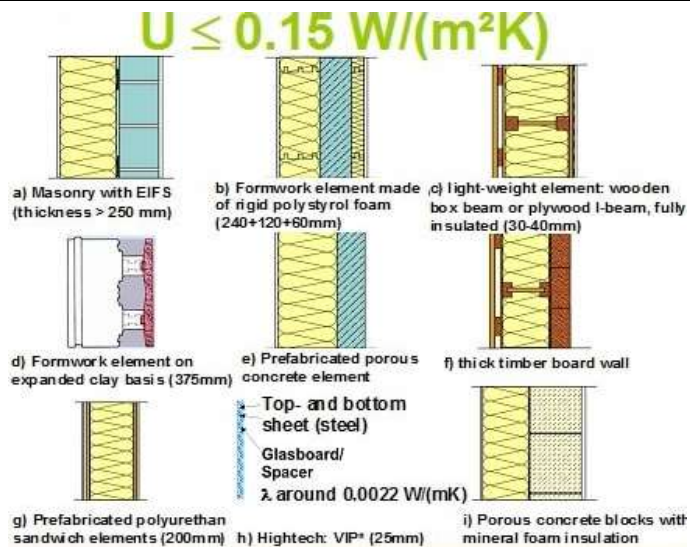 U ≤ 0.15 W/(m²K)
a) Masonry with EIFS
(thickness > 250 mm)
b) Formwork element made
of rigid polystyrol foam
(240+120+60mm)
c) light-weight element: wooden
box beam or plywood I-beam, fully
insulated (30-40mm)
d) Formwork element on
expanded clay basis (375mm)
e) Prefabricated porous
concrete element
f) thick timber board wall
Top- and bottom
sheet (steel)
Glasboard/
Spacer
λ around 0,0022 W/(mK)
g) Prefabricated polyurethan
sandwich elements (200mm)
h) Hightech: VIP* (25mm)
i) Porous concrete blocks with
mineral foam insulation